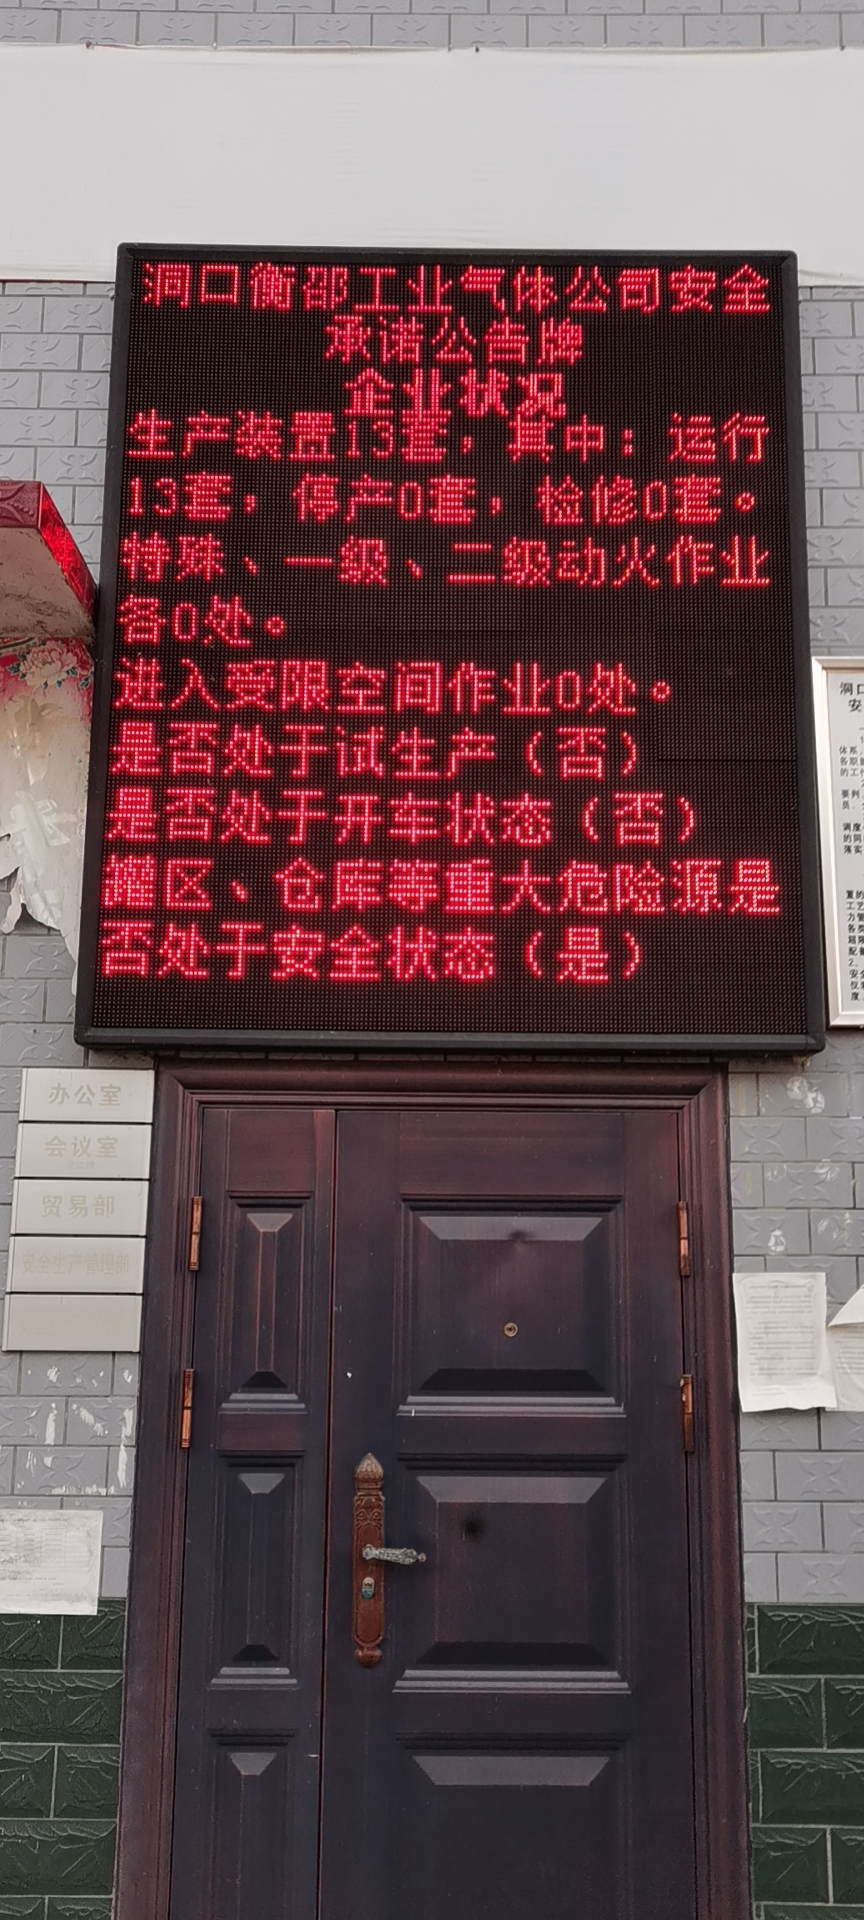 洞口衡邵工业气体公司安全
承诺公告牌
企业状况
生产装置13套，其中：运行
13套，停产0套，检修0套。
特殊、一级、二级动火作业
各0处。
进入受限空间作业0处。
是否处于试生产（否）
是否处于开车状态（否）
罐区、仓库等重大危险源是
否处于安全状态（是）
办公室
会议室
贸易部
安全生产管理部